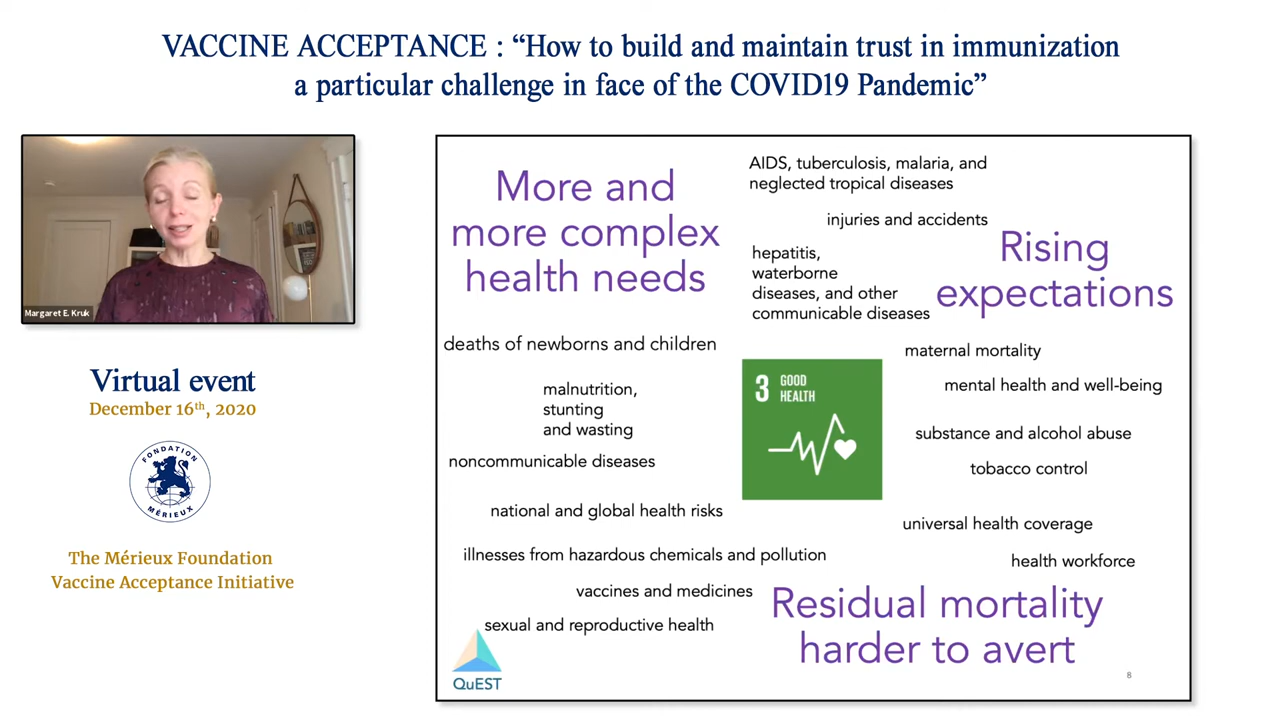 VACCINE ACCEPTANCE : “How to build and maintain trust in immunization
a particular challenge in face of the COVID19 Pandemic”
Margaret E. Kruk
Virtual event
December 16th, 2020
FONDATION
MÉRIEUX
The Mérieux Foundation
Vaccine Acceptance Initiative
More and
more complex
health needs
AIDS, tuberculosis, malaria, and
neglected tropical diseases
injuries and accidents
hepatitis,
waterborne
diseases, and other
communicable diseases
Rising
expectations
deaths of newborns and children
malnutrition,
stunting
and wasting
noncommunicable diseases
national and global health risks
illnesses from hazardous chemicals and pollution
vaccines and medicines
sexual and reproductive health
3 GOOD
HEALTH
maternal mortality
mental health and well-being
substance and alcohol abuse
tobacco control
universal health coverage
health workforce
Residual mortality
harder to avert
QuEST
8